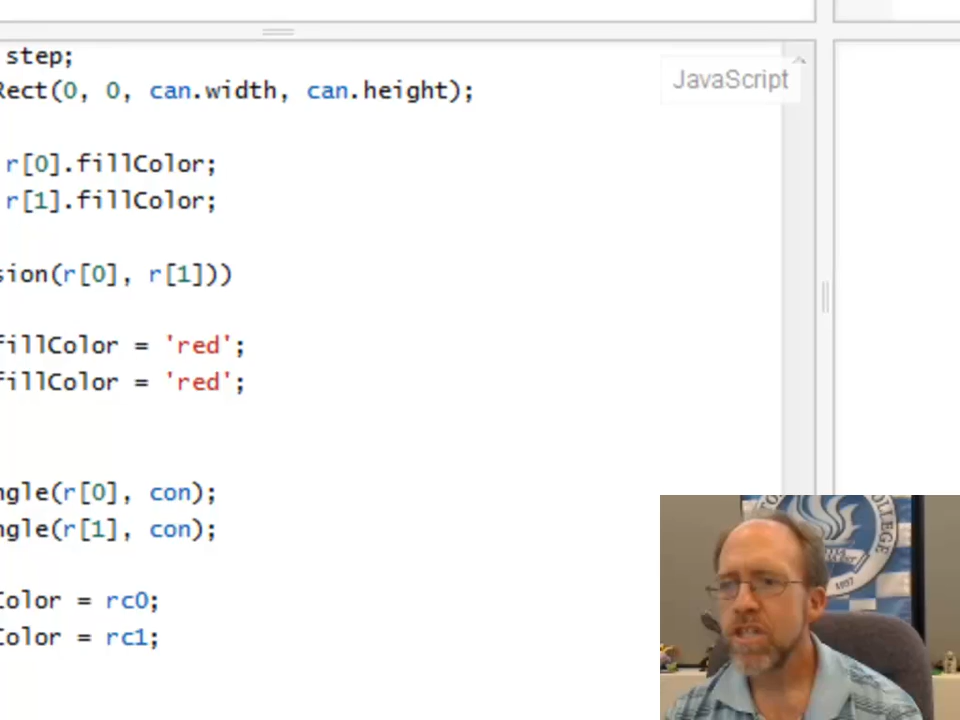 step;
Rect(0, 0, can.width, can.height);
JavaScript
r[0].fillColor;
r[1].fillColor;
sion(r[0], r[1]))
fillColor = 'red';
fillColor = 'red';
ngle(r[0], con);
ngle(r[1], con);
Color = rc0;
Color = rc1;
1897